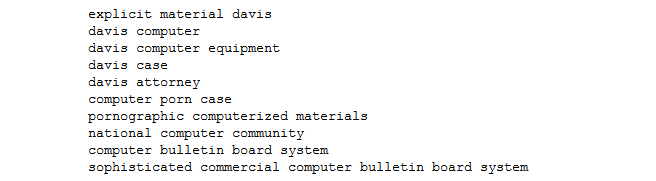 explicit material davis
davis computer
davis computer equipment
davis case
davis attorney
computer porn case
pornographic computerized materials
national computer community
computer bulletin board system
sophisticated commercial computer bulletin board system